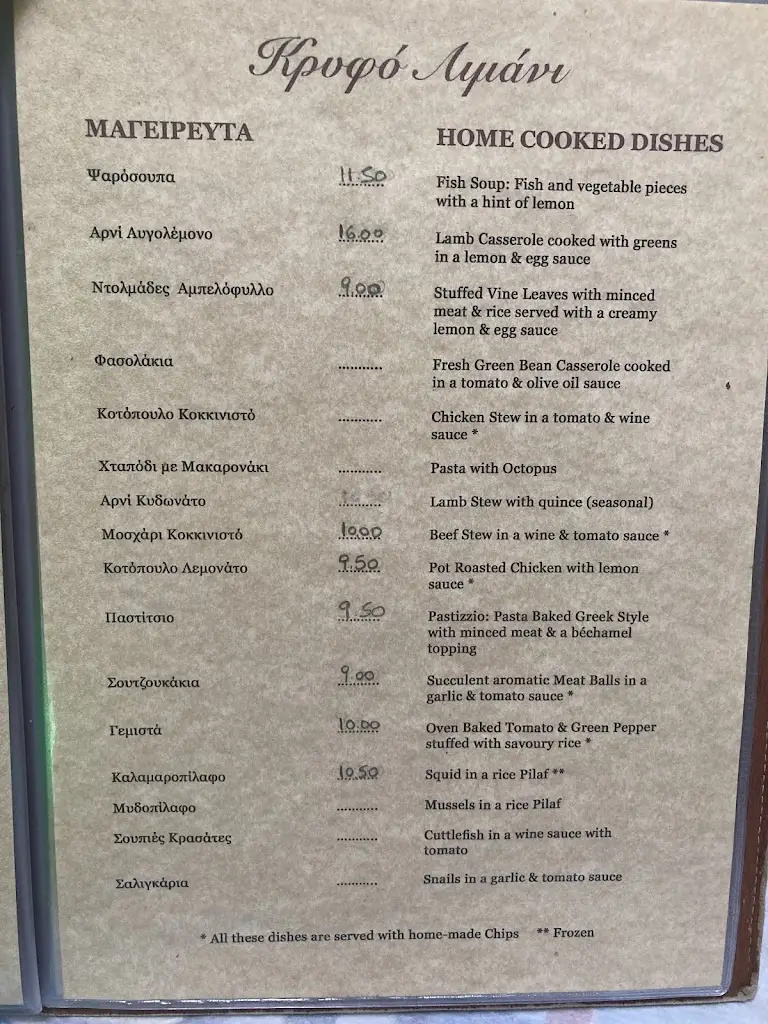 Κρυφό Λιμάνι
ΜΑΓΕΙΡΕΥΤΑ
HOME COOKED DISHES
Ψαρόσουπα 11.50 Fish Soup: Fish and vegetable pieces
with a hint of lemon
Αρνί Αυγολέμονο 16.00 Lamb Casserole cooked with greens
in a lemon & egg sauce
Ντολμάδες Αμπελόφυλλο 9.00 Stuffed Vine Leaves with minced
meat & rice served with a creamy
lemon & egg sauce
Φασολάκια ........... Fresh Green Bean Casserole cooked
in a tomato & olive oil sauce
Κοτόπουλο Κοκκινιστό ........... Chicken Stew in a tomato & wine
sauce *
Χταπόδι με Μακαρονάκι ........... Pasta with Octopus
Αρνί Κυδωνάτο Lamb Stew with quince (seasonal)
Μοσχάρι Κοκκινιστό 10.00 Beef Stew in a wine & tomato sauce *
Κοτόπουλο Λεμονάτο 9.50 Pot Roasted Chicken with lemon
sauce *
Παστίτσιο 9.50 Pastizzio: Pasta Baked Greek Style
with minced meat & a béchamel
topping
Σουτζουκάκια 9.00 Succulent aromatic Meat Balls in a
garlic & tomato sauce *
Γεμιστά 10.00 Oven Baked Tomato & Green Pepper
stuffed with savoury rice *
Καλαμαροπίλαφο 10.50 Squid in a rice Pilaf **
Μυδοπίλαφο ........... Mussels in a rice Pilaf
Σουπιές Κρασάτες ........... Cuttlefish in a wine sauce with
tomato
Σαλιγκάρια ........... Snails in a garlic & tomato sauce
* All these dishes are served with home-made Chips ** Frozen